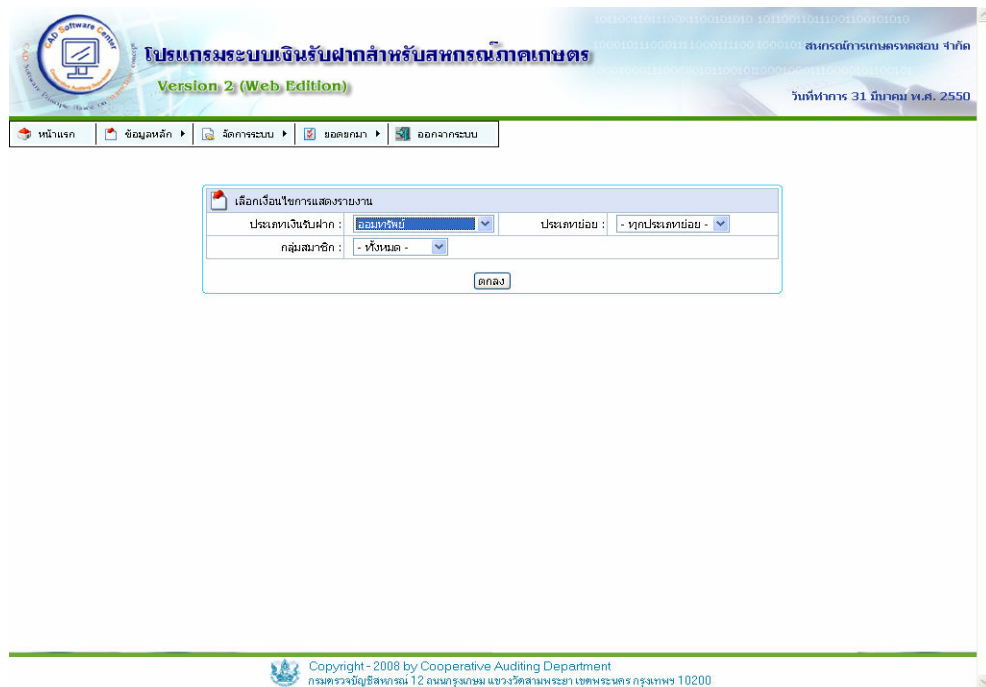 1011001101110011001010101 1011001101110011001010101
CAD Software Center
โปรแกรมระบบเงินรับฝากสำหรับสหกรณ์ภาคเกษตร
สหกรณ์การเกษตรทดสอบ จำกัด
Version 2 (Web Edition)
วันที่ทำการ 31 มีนาคม พ.ศ. 2550
หน้าแรก ข้อมูลหลัก จัดการระบบ ยอดยกมา ออกจากระบบ
เลือกเงื่อนไขการแสดงรายงาน
ประเภทเงินรับฝาก : ออมทรัพย์ ประเภทย่อย : - ทุกประเภทย่อย -
กลุ่มสมาชิก : - ทั้งหมด -
ตกลง
Copyright - 2008 by Cooperative Auditing Department
กรมตรวจบัญชีสหกรณ์ 12 ถนนกรุงเกษม แขวงวัดสามพระยา เขตพระนคร กรุงเทพฯ 10200